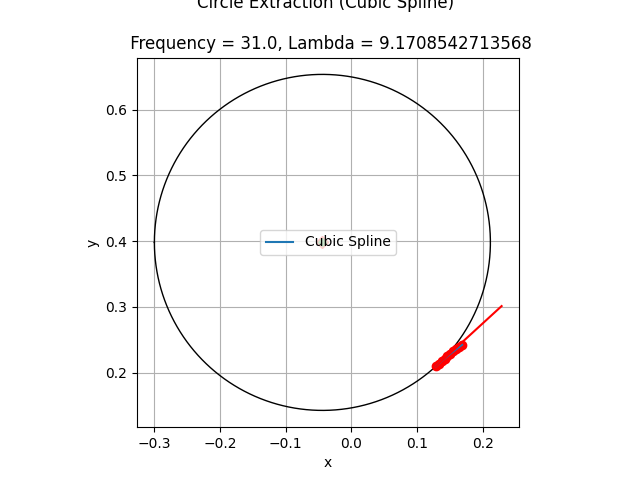 Circle Extraction (Cubic Spline)
Frequency = 31.0, Lambda = 9.1708542713568
0.6
0.5
0.4
0.3
0.2
y
Cubic Spline
−0.3 −0.2 −0.1 0.0 0.1 0.2
x